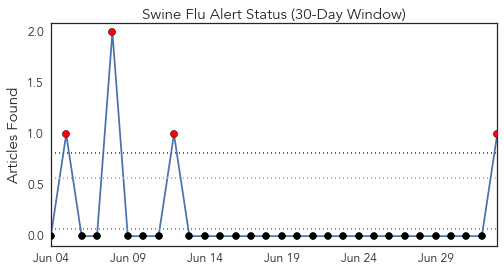 Swine Flu Alert Status (30-Day Window)
Articles Found
2.0
1.5
1.0
0.5
0.0
Jun 04 Jun 09 Jun 14 Jun 19 Jun 24 Jun 29